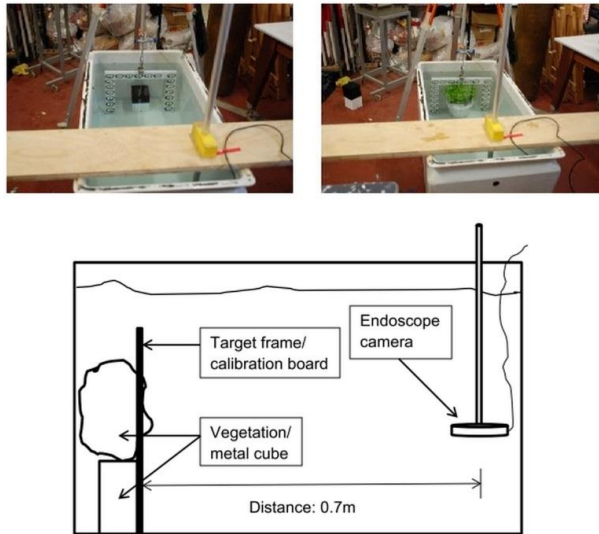 Target frame/
calibration board
Endoscope
camera
Vegetation/
metal cube
Distance: 0.7m